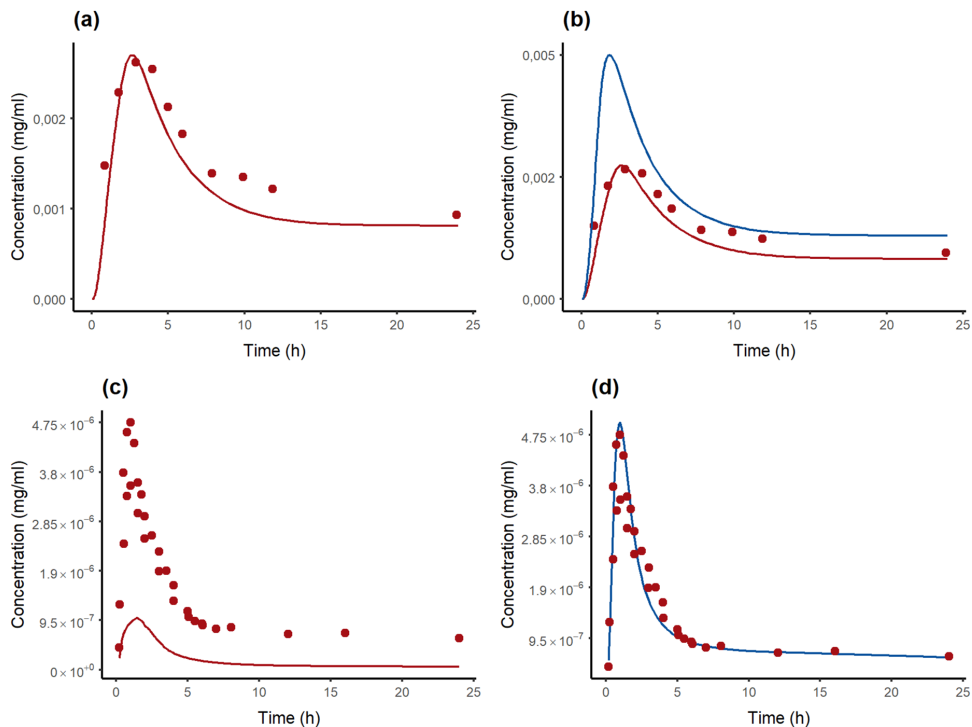 (a)
Concentration (mg/ml)
0,002
0,001
0,000
0 5 10 15 20 25
Time (h)
(b)
Concentration (mg/ml)
0,005
0,002
0,000
0 5 10 15 20 25
Time (h)
(c)
Concentration (mg/ml)
4.75 × 10⁻⁶
3.8 × 10⁻⁶
2.85 × 10⁻⁶
1.9 × 10⁻⁶
9.5 × 10⁻⁷
0 × 10⁺⁰
0 5 10 15 20 25
Time (h)
(d)
Concentration (mg/ml)
4.75 × 10⁻⁶
3.8 × 10⁻⁶
2.85 × 10⁻⁶
1.9 × 10⁻⁶
9.5 × 10⁻⁷
0 5 10 15 20 25
Time (h)